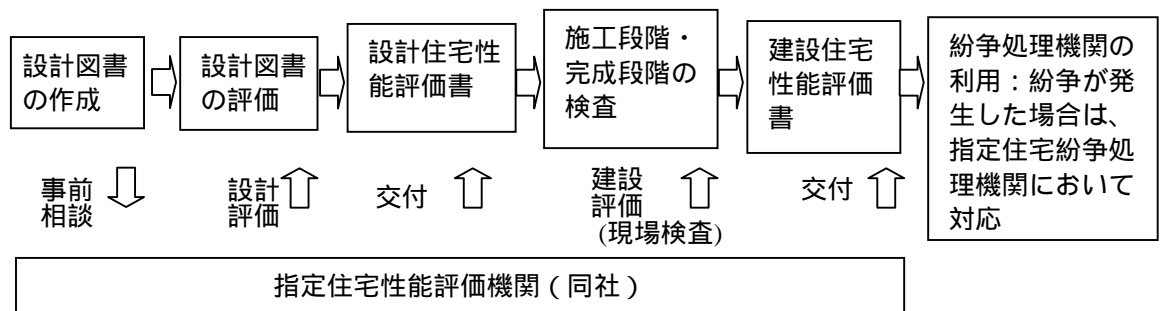 設計図書
の作成
設計図書
の評価
設計住宅性
能評価書
施工段階・
完成段階の
検査
建設住宅
性能評価
書
紛争処理機関の
利用：紛争が発
生した場合は、
指定住宅紛争処
理機関において
対応
事前
相談
設計
評価
交付
建設
評価
(現場検査)
交付
指定住宅性能評価機関（同社）